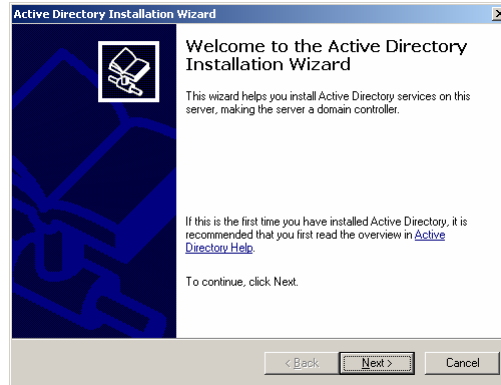 Active Directory Installation Wizard
Welcome to the Active Directory
Installation Wizard
This wizard helps you install Active Directory services on this
server, making the server a domain controller.
If this is the first time you have installed Active Directory, it is
recommended that you first read the overview in Active
Directory Help.
To continue, click Next.
< Back Next > Cancel